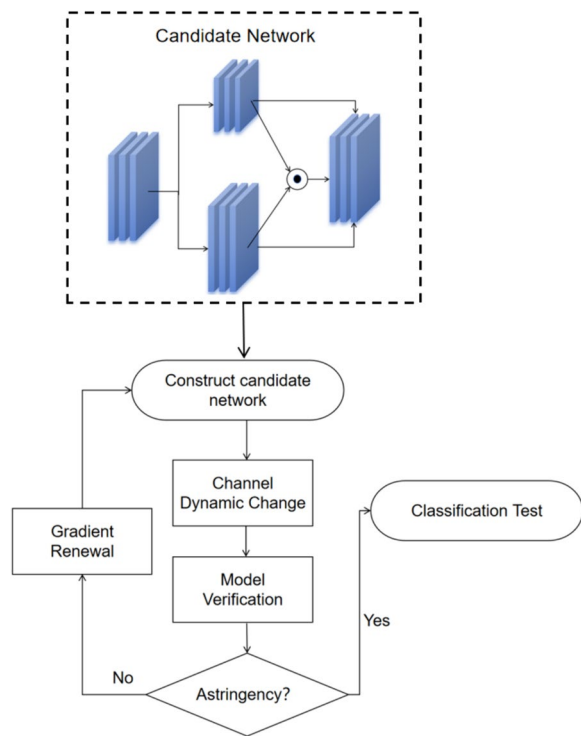 Candidate Network
Construct candidate
network
Channel
Dynamic Change
Classification Test
Gradient
Renewal
Model
Verification
Yes
No
Astringency?